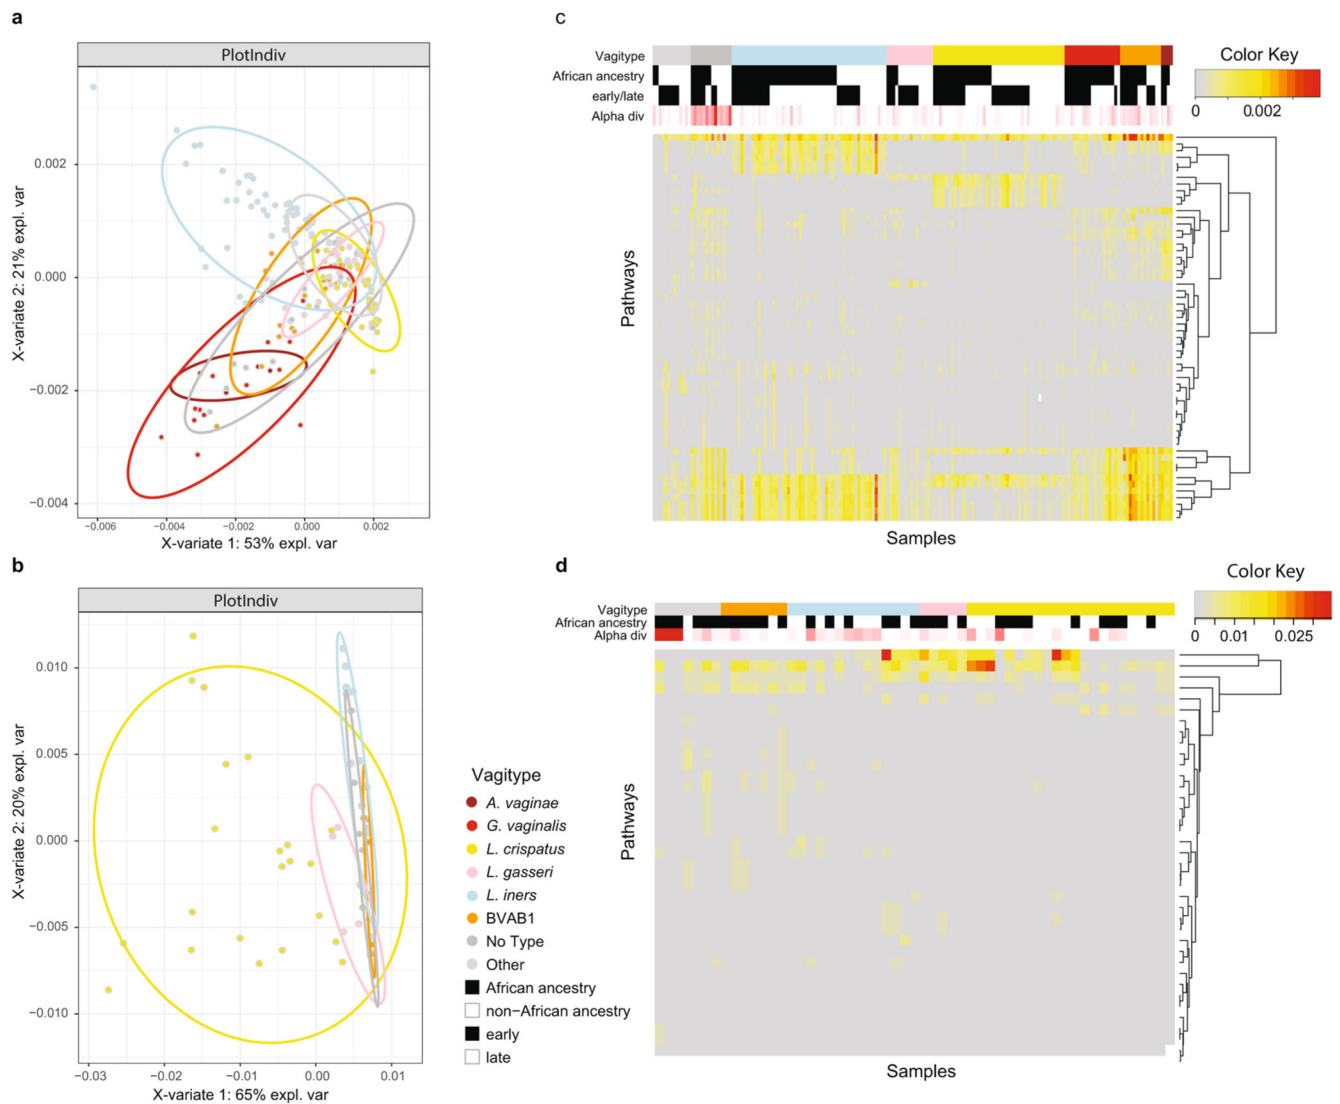 a
PlotIndiv
0.002
0.000
−0.002
−0.004
X-variate 2: 21% expl. var
−0.006
−0.004
−0.002
0.000
0.002
X-variate 1: 53% expl. var
c
Vagitype
African ancestry
early/late
Alpha div
Color Key
0
0.002
Pathways
Samples
b
PlotIndiv
0.010
0.005
0.000
−0.005
−0.010
X-variate 2: 20% expl. var
−0.03
−0.02
−0.01
0.00
0.01
X-variate 1: 65% expl. var
Vagitype
A. vaginae
G. vaginalis
L. crispatus
L. gasseri
L. iners
BVAB1
No Type
Other
African ancestry
non−African ancestry
early
late
d
Vagitype
African ancestry
Alpha div
Color Key
0
0.01
0.025
Pathways
Samples